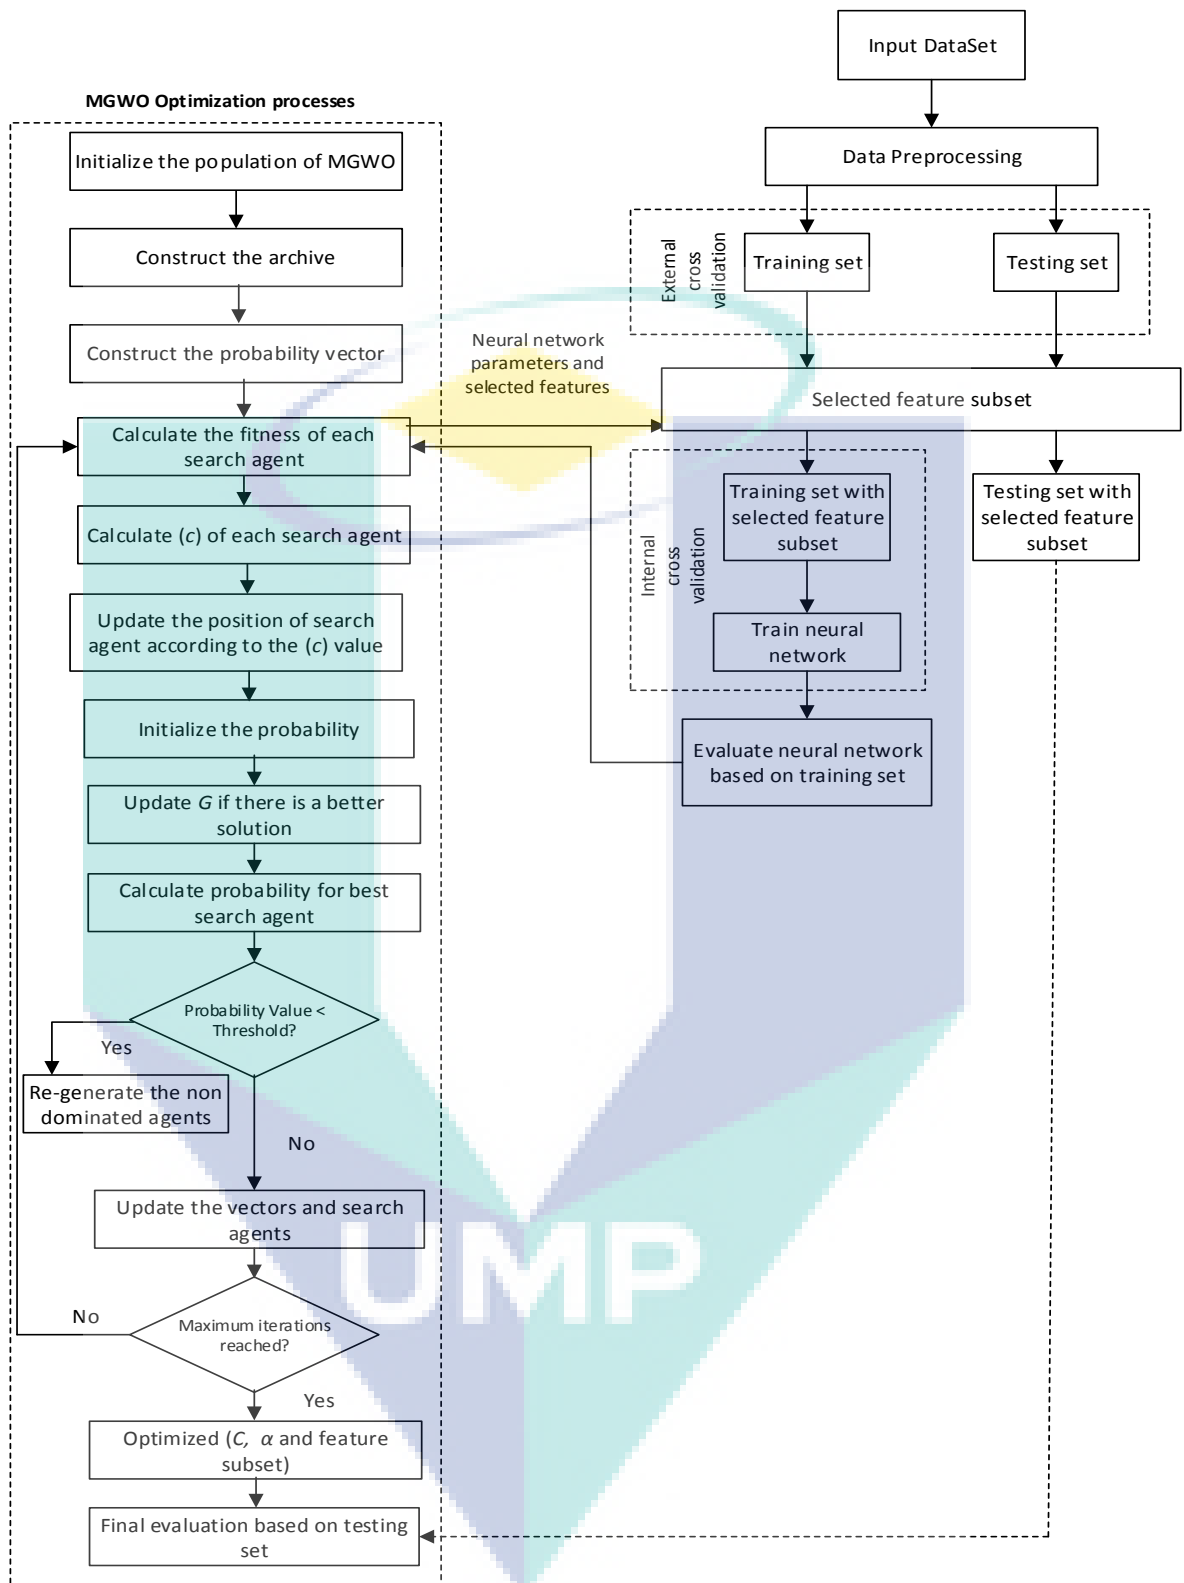 Input DataSet
MGWO Optimization processes
Initialize the population of MGWO
Data Preprocessing
Construct the archive
External
cross
validation
Training set
Testing set
Construct the probability vector
Neural network
parameters and
selected features
Selected feature subset
Calculate the fitness of each
search agent
Calculate (c) of each search agent
Internal
cross
validation
Training set with
selected feature
subset
Testing set with
selected feature
subset
Update the position of search
agent according to the (c) value
Train neural
network
Initialize the probability
Evaluate neural network
based on training set
Update G if there is a better
solution
Calculate probability for best
search agent
Probability Value <
Threshold?
Yes
Re-generate the non
dominated agents
No
Update the vectors and search
agents
UMP
No
Maximum iterations
reached?
Yes
Optimized (C, α and feature
subset)
Final evaluation based on testing
set